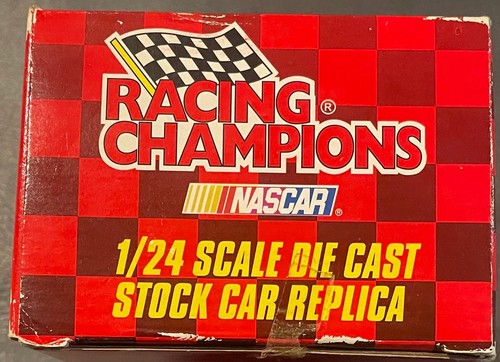 RACING ®
CHAMPIONS
NASCAR ®
1/24 SCALE DIE CAST
STOCK CAR REPLICA